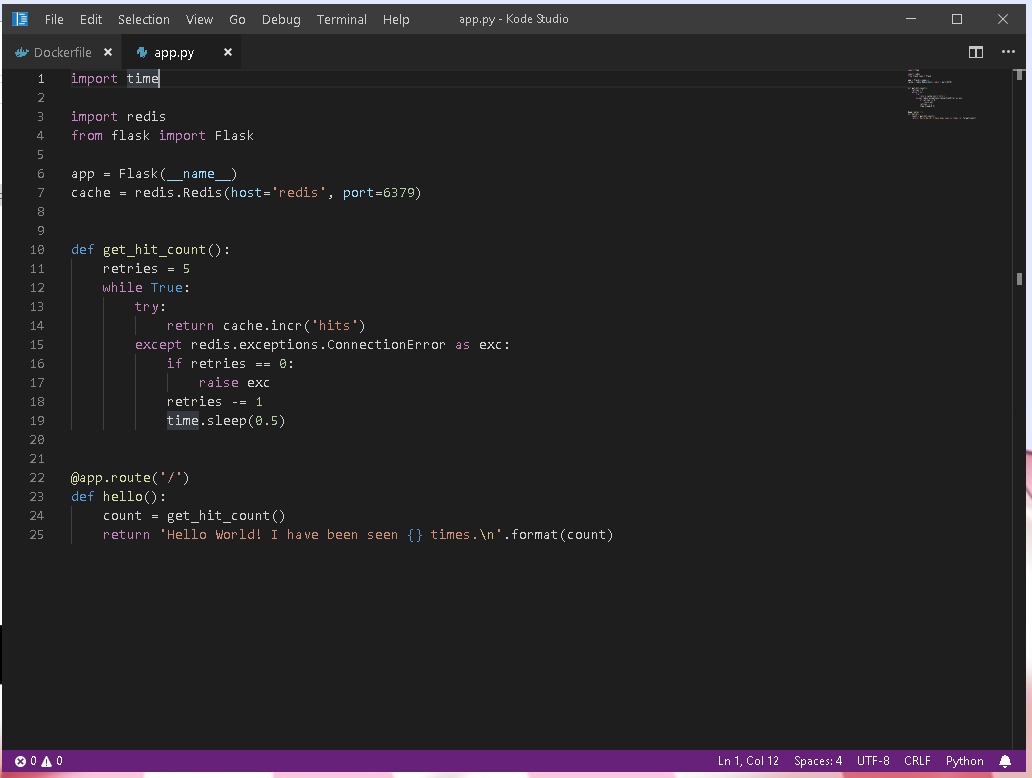 File Edit Selection View Go Debug Terminal Help app.py - Kode Studio
Dockerfile app.py
1 import time
2
3 import redis
4 from flask import Flask
5
6 app = Flask(__name__)
7 cache = redis.Redis(host='redis', port=6379)
8
9
10 def get_hit_count():
11     retries = 5
12     while True:
13         try:
14             return cache.incr('hits')
15         except redis.exceptions.ConnectionError as exc:
16             if retries == 0:
17                 raise exc
18             retries -= 1
19             time.sleep(0.5)
20
21
22 @app.route('/')
23 def hello():
24     count = get_hit_count()
25     return 'Hello World! I have been seen {} times.\n'.format(count)
0 0 Ln 1, Col 12 Spaces: 4 UTF-8 CRLF Python